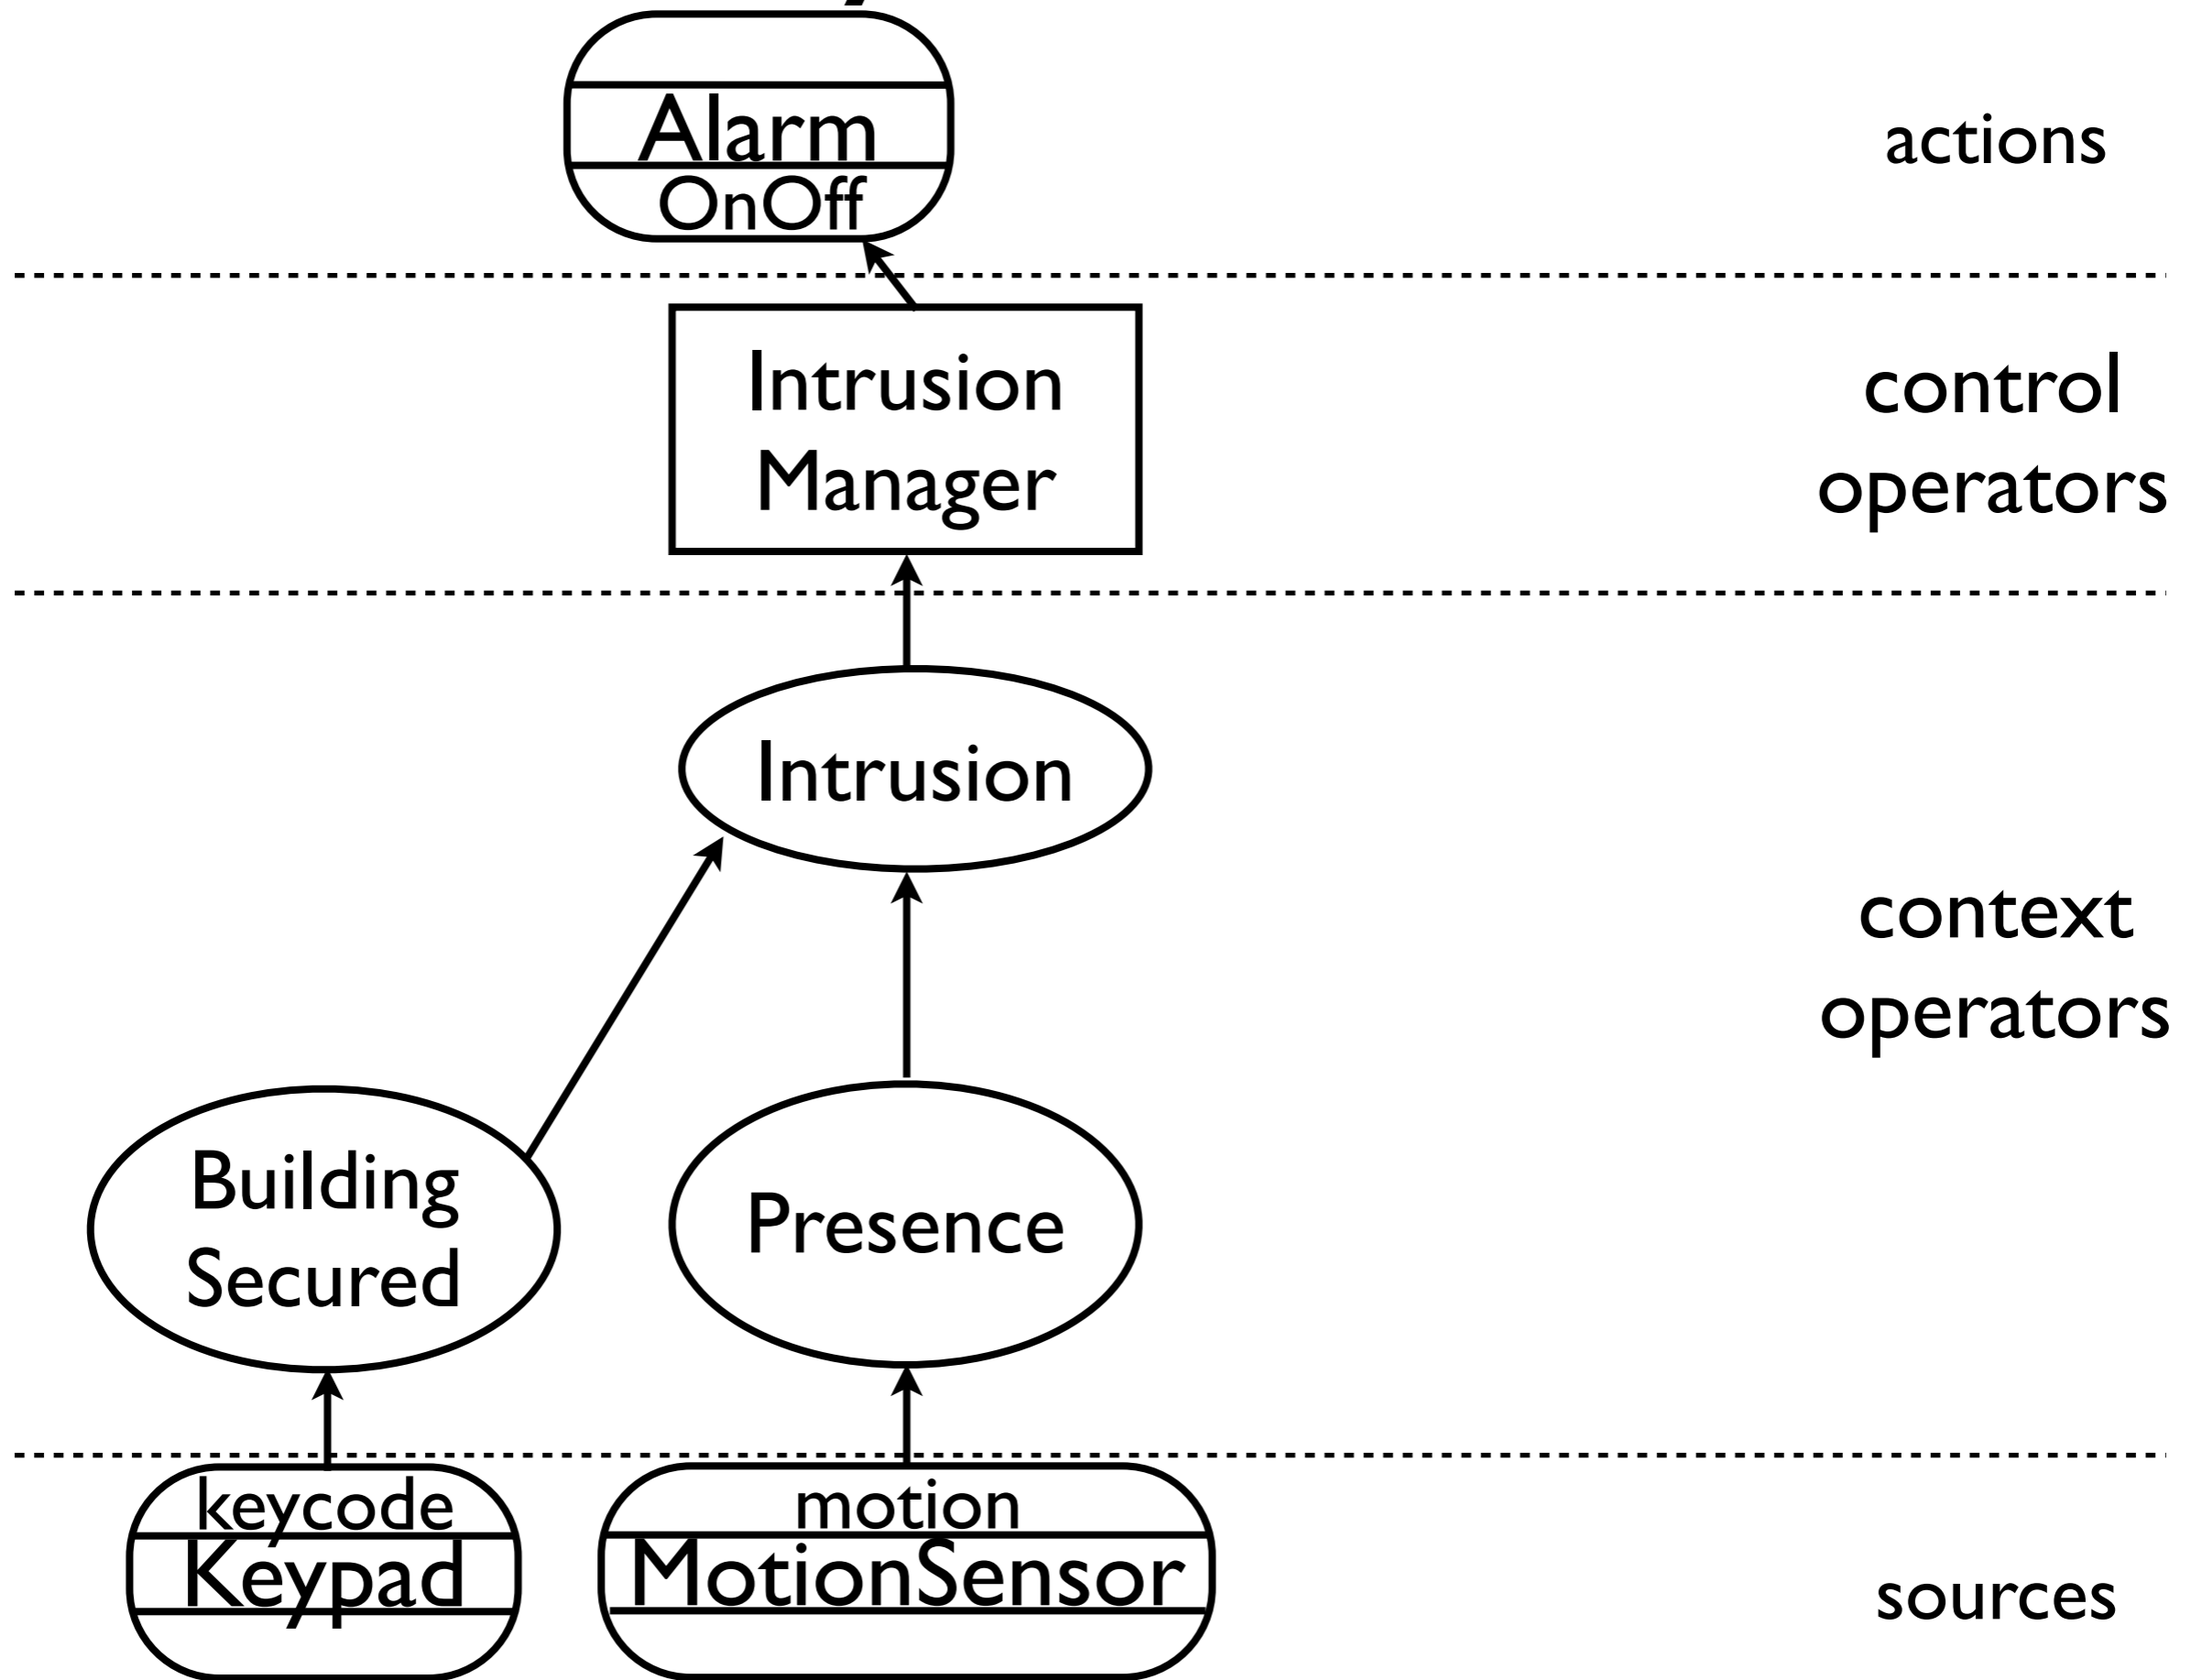 Alarm
OnOff
actions
Intrusion
Manager
control
operators
Intrusion
context
operators
Building
Secured
Presence
keycode
Keypad
motion
MotionSensor
sources